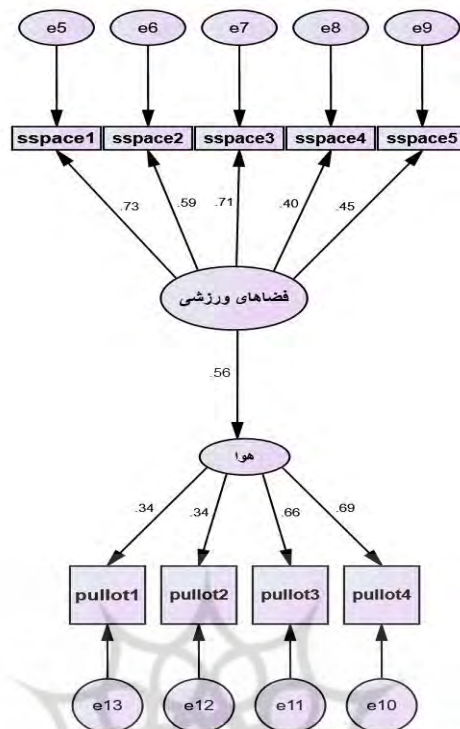 e5 e6 e7 e8 e9
sspace1 sspace2 sspace3 sspace4 sspace5
.73 .59 .71 .40 .45
فضاهای ورزشی
.56
هوا
.34 .34 .66 .69
pullot1 pullot2 pullot3 pullot4
e13 e12 e11 e10